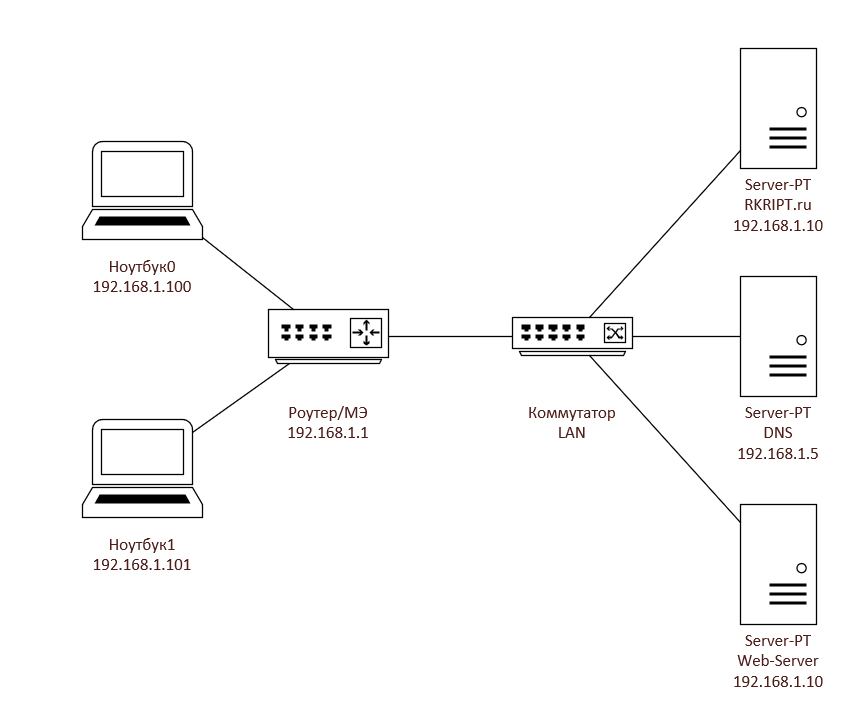 Server-PT
RKRIPT.ru
192.168.1.10
Ноутбук0
192.168.1.100
Роутер/МЭ
192.168.1.1
Коммутатор
LAN
Server-PT
DNS
192.168.1.5
Ноутбук1
192.168.1.101
Server-PT
Web-Server
192.168.1.10